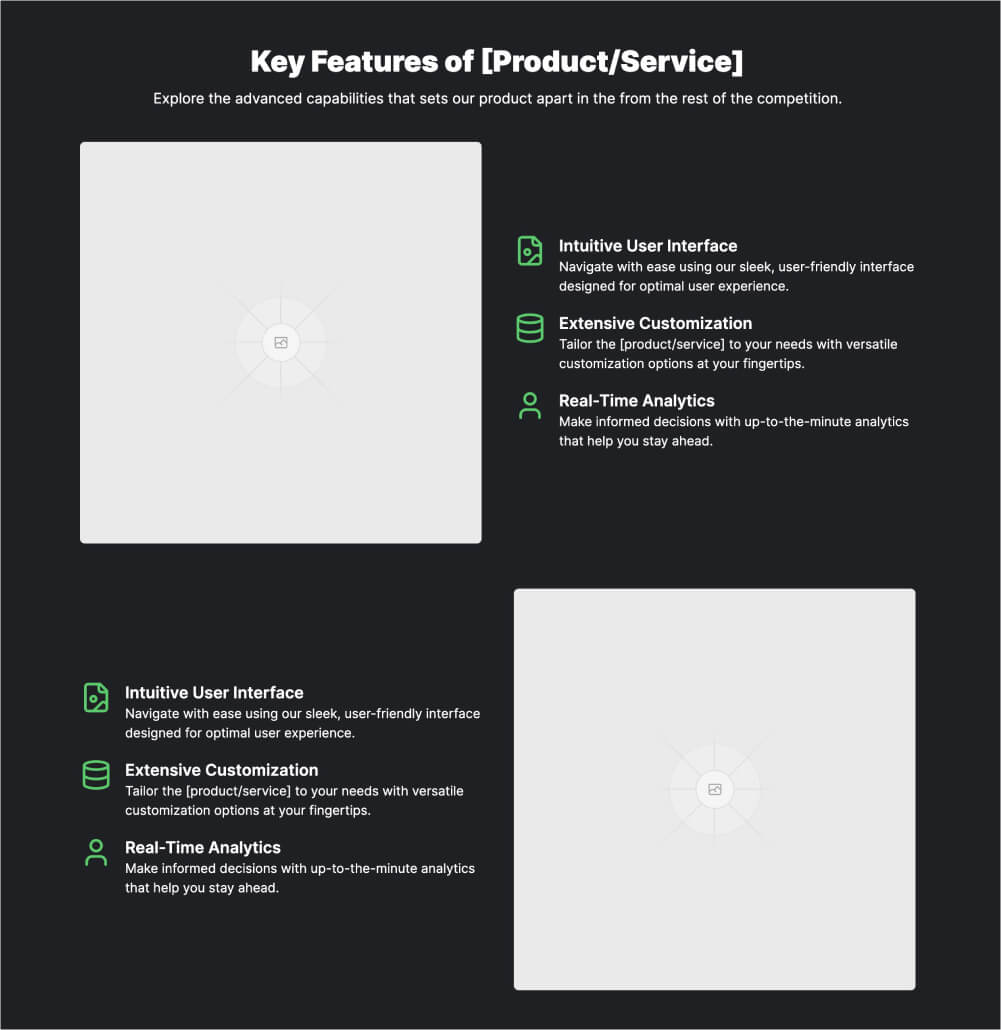 Key Features of [Product/Service]
Explore the advanced capabilities that sets our product apart in the from the rest of the competition.
Intuitive User Interface
Navigate with ease using our sleek, user-friendly interface
designed for optimal user experience.
Extensive Customization
Tailor the [product/service] to your needs with versatile
customization options at your fingertips.
Real-Time Analytics
Make informed decisions with up-to-the-minute analytics
that help you stay ahead.
Intuitive User Interface
Navigate with ease using our sleek, user-friendly interface
designed for optimal user experience.
Extensive Customization
Tailor the [product/service] to your needs with versatile
customization options at your fingertips.
Real-Time Analytics
Make informed decisions with up-to-the-minute analytics
that help you stay ahead.